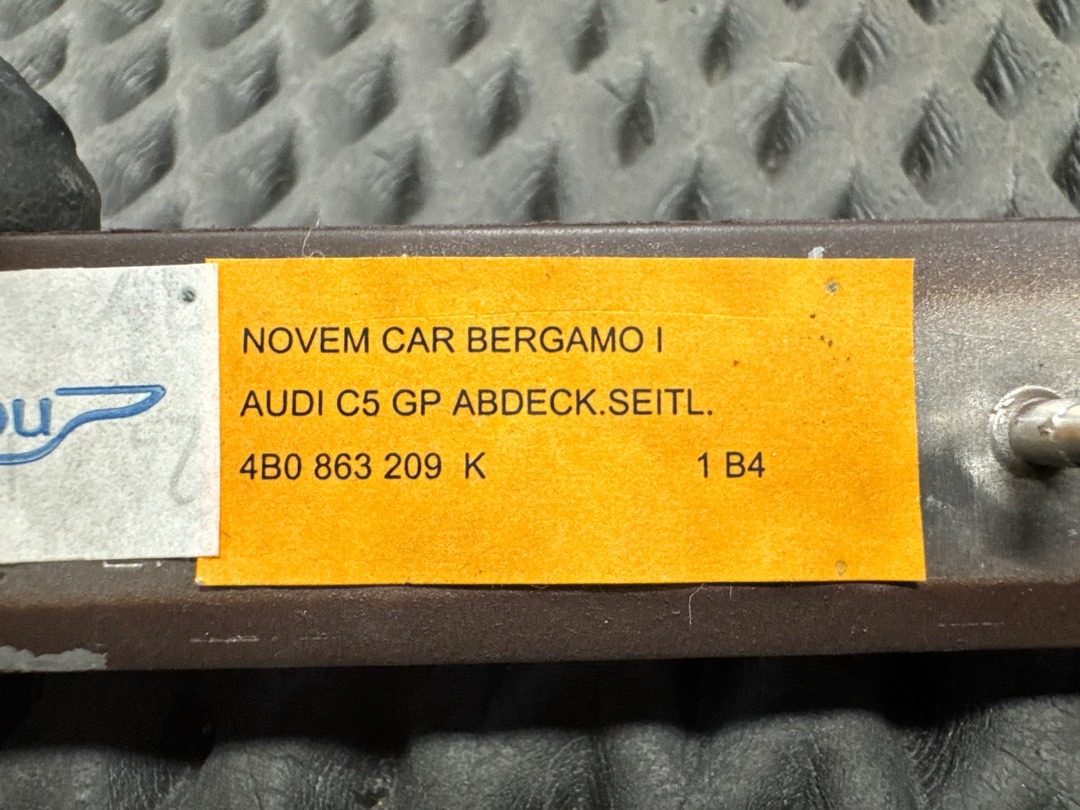 NOVEM CAR BERGAMO I
AUDI C5 GP ABDECK.SEITL.
4B0 863 209 K 1 B4